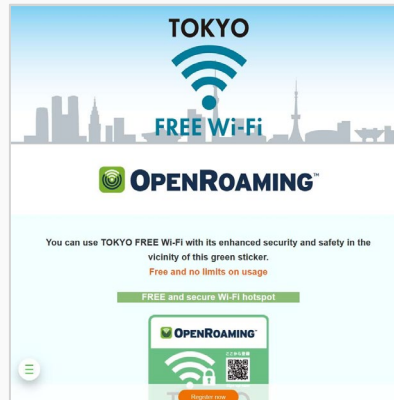 TOKYO
FREE Wi-Fi
OPENROAMING™
You can use TOKYO FREE Wi-Fi with its enhanced security and safety in the
vicinity of this green sticker.
Free and no limits on usage
FREE and secure Wi-Fi hotspot
OPENROAMING™
Register now